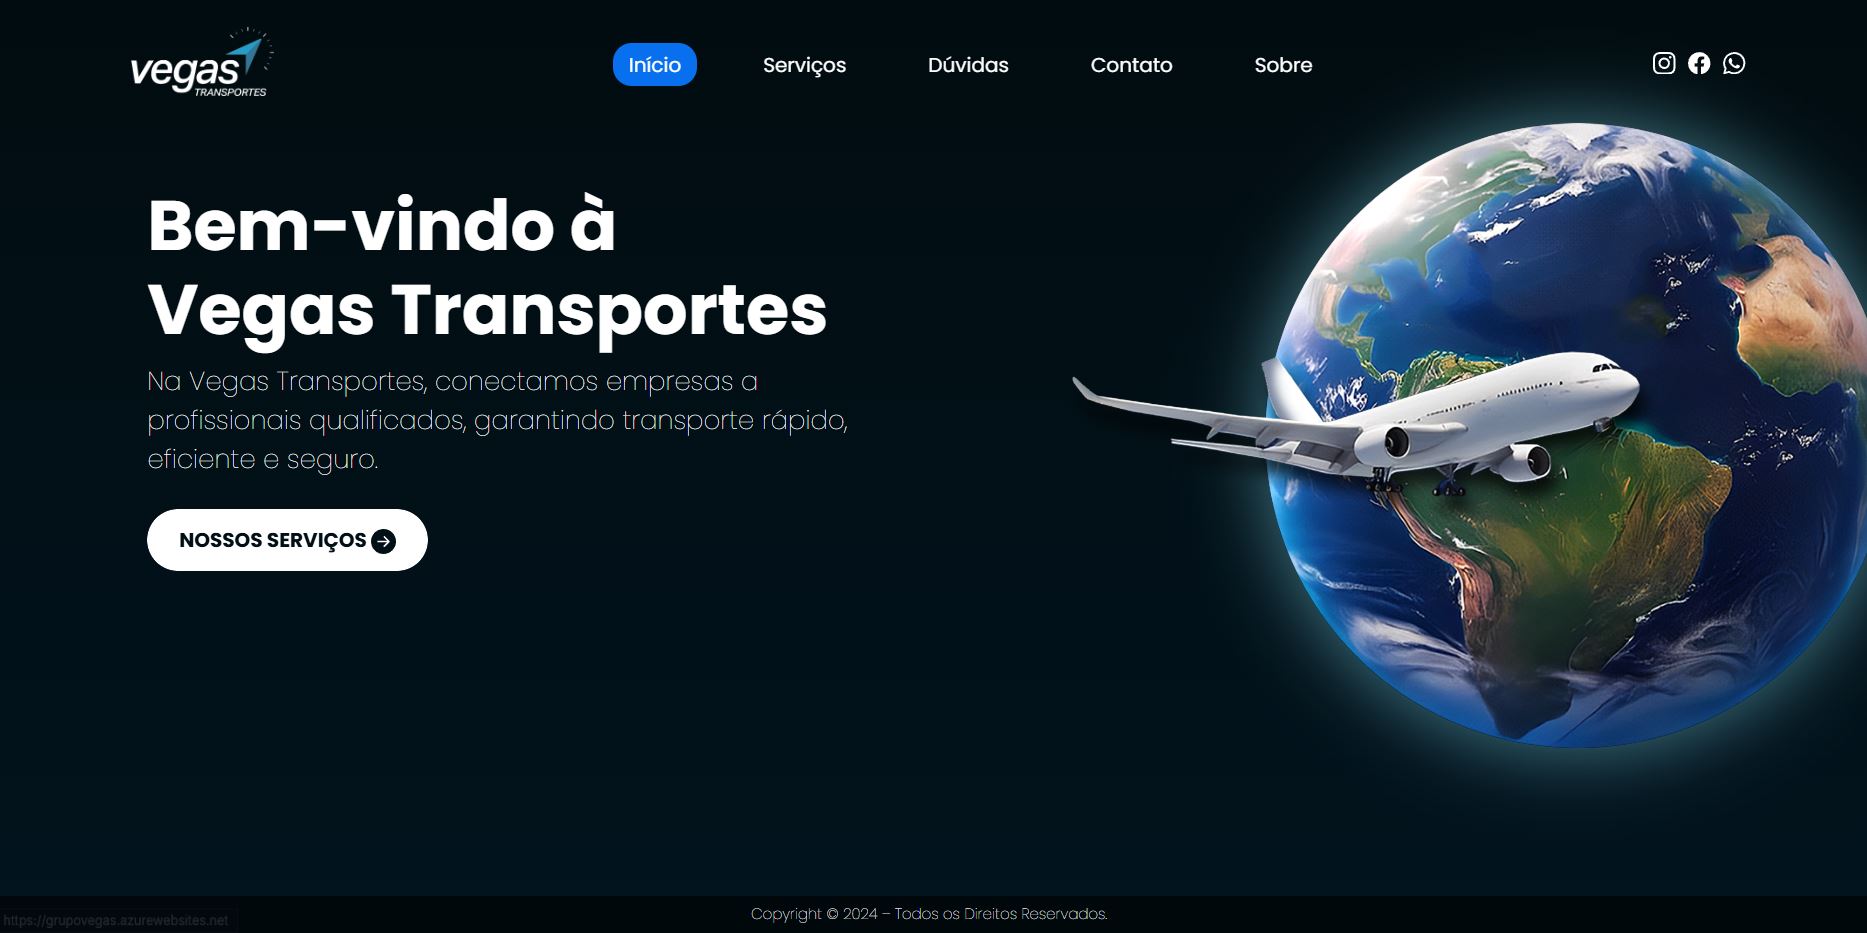 vegas
TRANSPORTES
Início
Serviços
Dúvidas
Contato
Sobre
Bem-vindo à
Vegas Transportes
Na Vegas Transportes, conectamos empresas a
profissionais qualificados, garantindo transporte rápido,
eficiente e seguro.
NOSSOS SERVIÇOS
https://grupovegas.azurewebsites.net
Copyright © 2024 – Todos os Direitos Reservados.